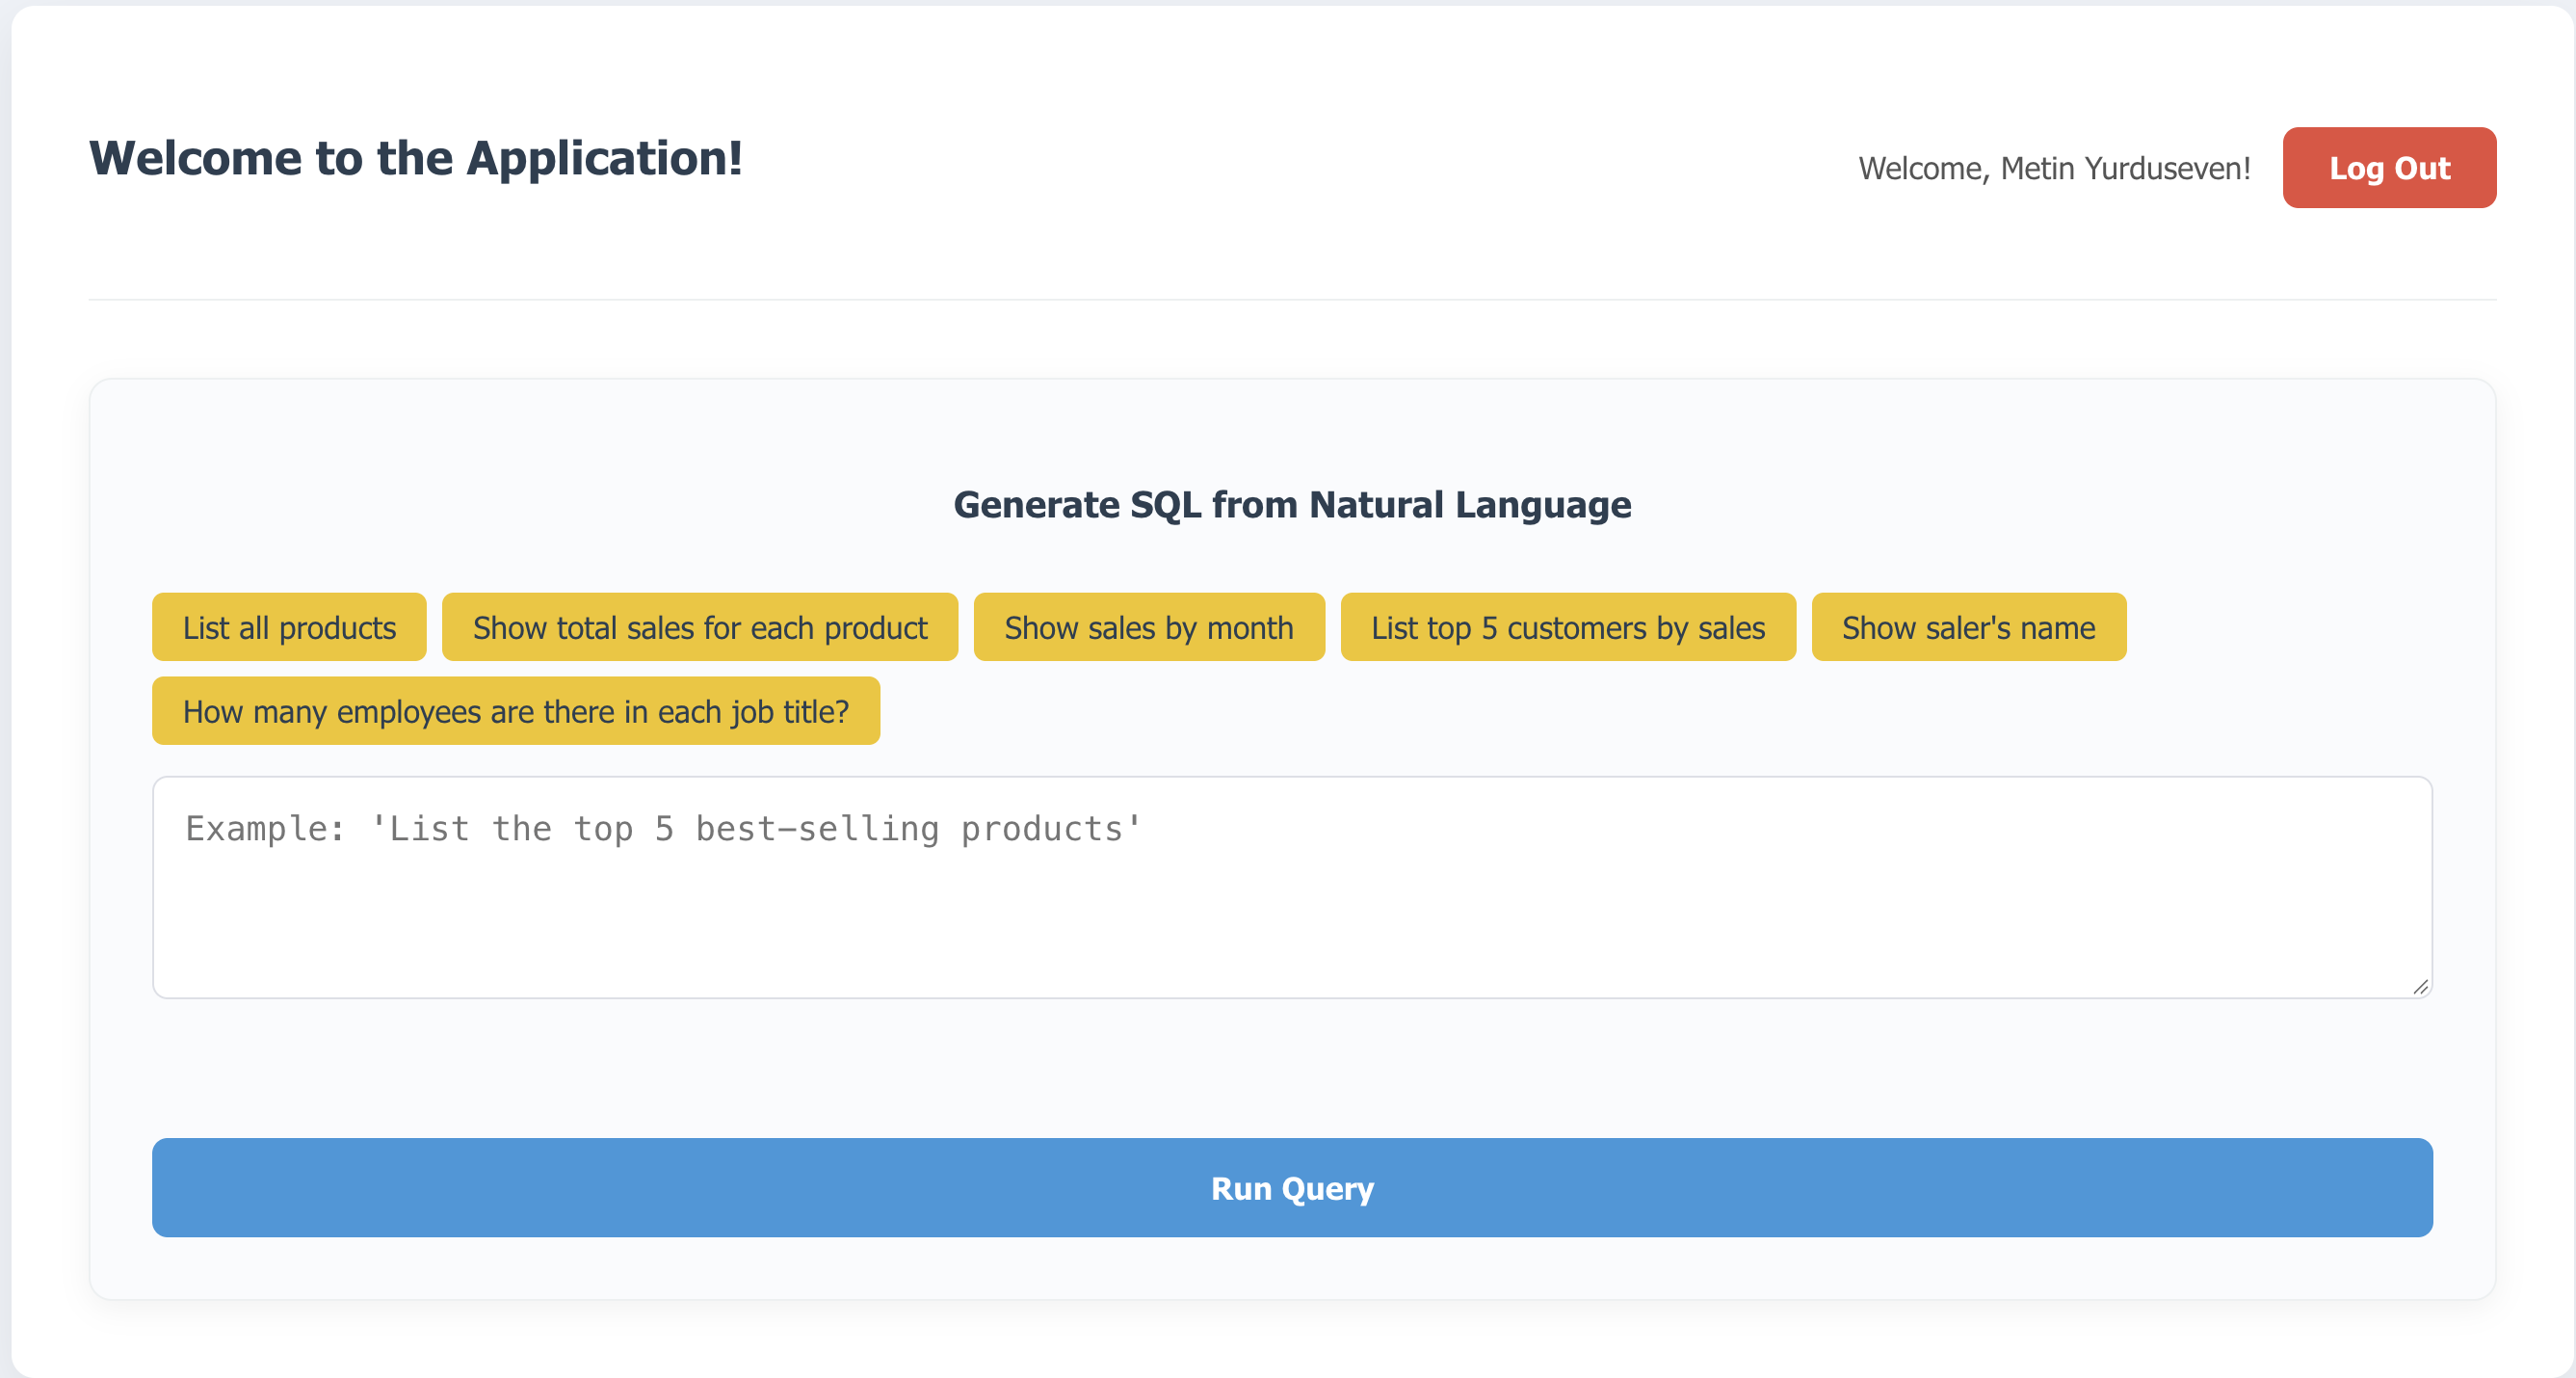 Welcome to the Application!
Welcome, Metin Yurduseven!
Log Out
Generate SQL from Natural Language
List all products
Show total sales for each product
Show sales by month
List top 5 customers by sales
Show saler's name
How many employees are there in each job title?
Example: 'List the top 5 best-selling products'
Run Query